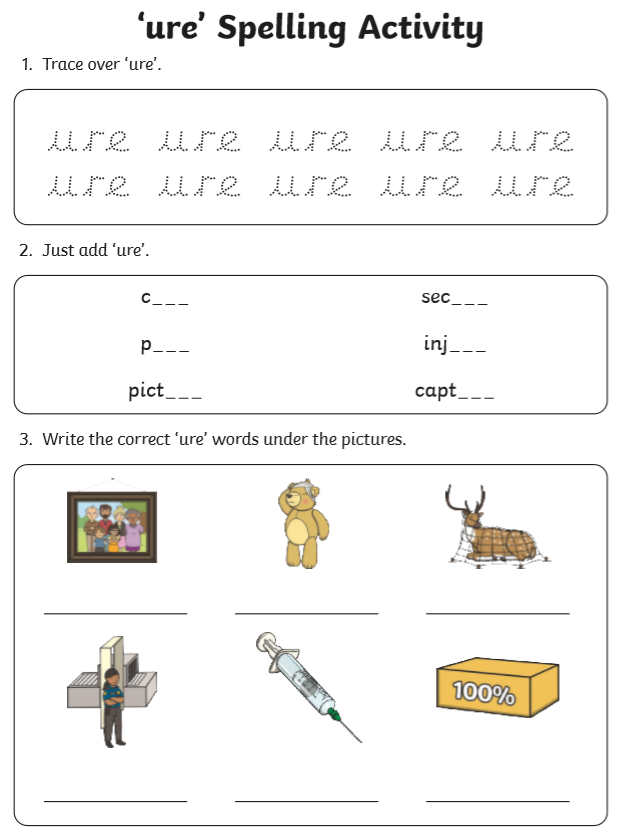 ‘ure’ Spelling Activity
1. Trace over ‘ure’.
ure ure ure ure ure
ure ure ure ure ure
2. Just add ‘ure’.
c___ sec___
p___ inj___
pict___ capt___
3. Write the correct ‘ure’ words under the pictures.
100%